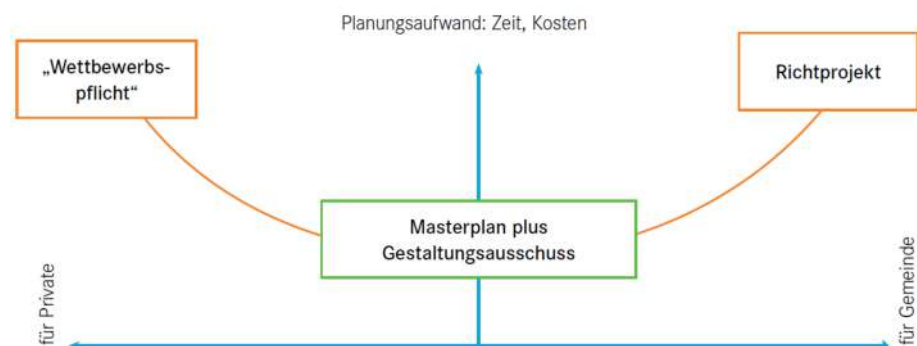 Planungsaufwand: Zeit, Kosten
„Wettbewerbs-
pflicht“
Richtprojekt
Masterplan plus
Gestaltungsausschuss
für Private
für Gemeinde